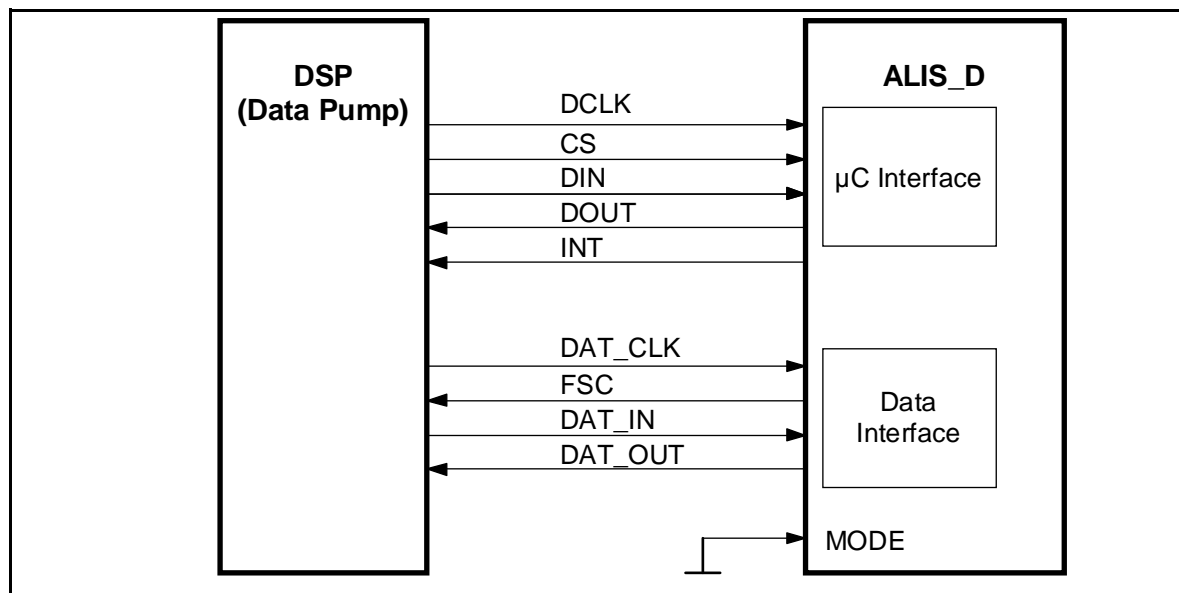 DSP
(Data Pump)
DCLK
CS
DIN
DOUT
INT
DAT_CLK
FSC
DAT_IN
DAT_OUT
ALIS_D
µC Interface
Data
Interface
MODE